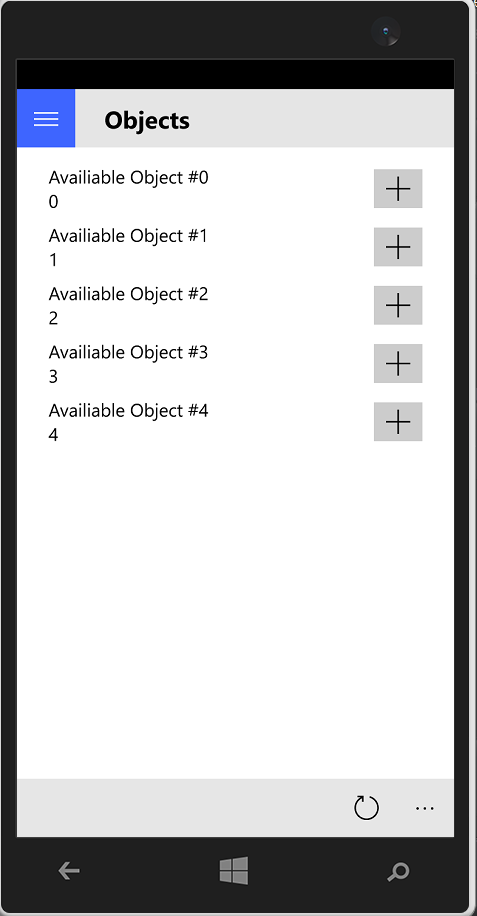 Objects
Availiable Object #0
0
Availiable Object #1
1
Availiable Object #2
2
Availiable Object #3
3
Availiable Object #4
4